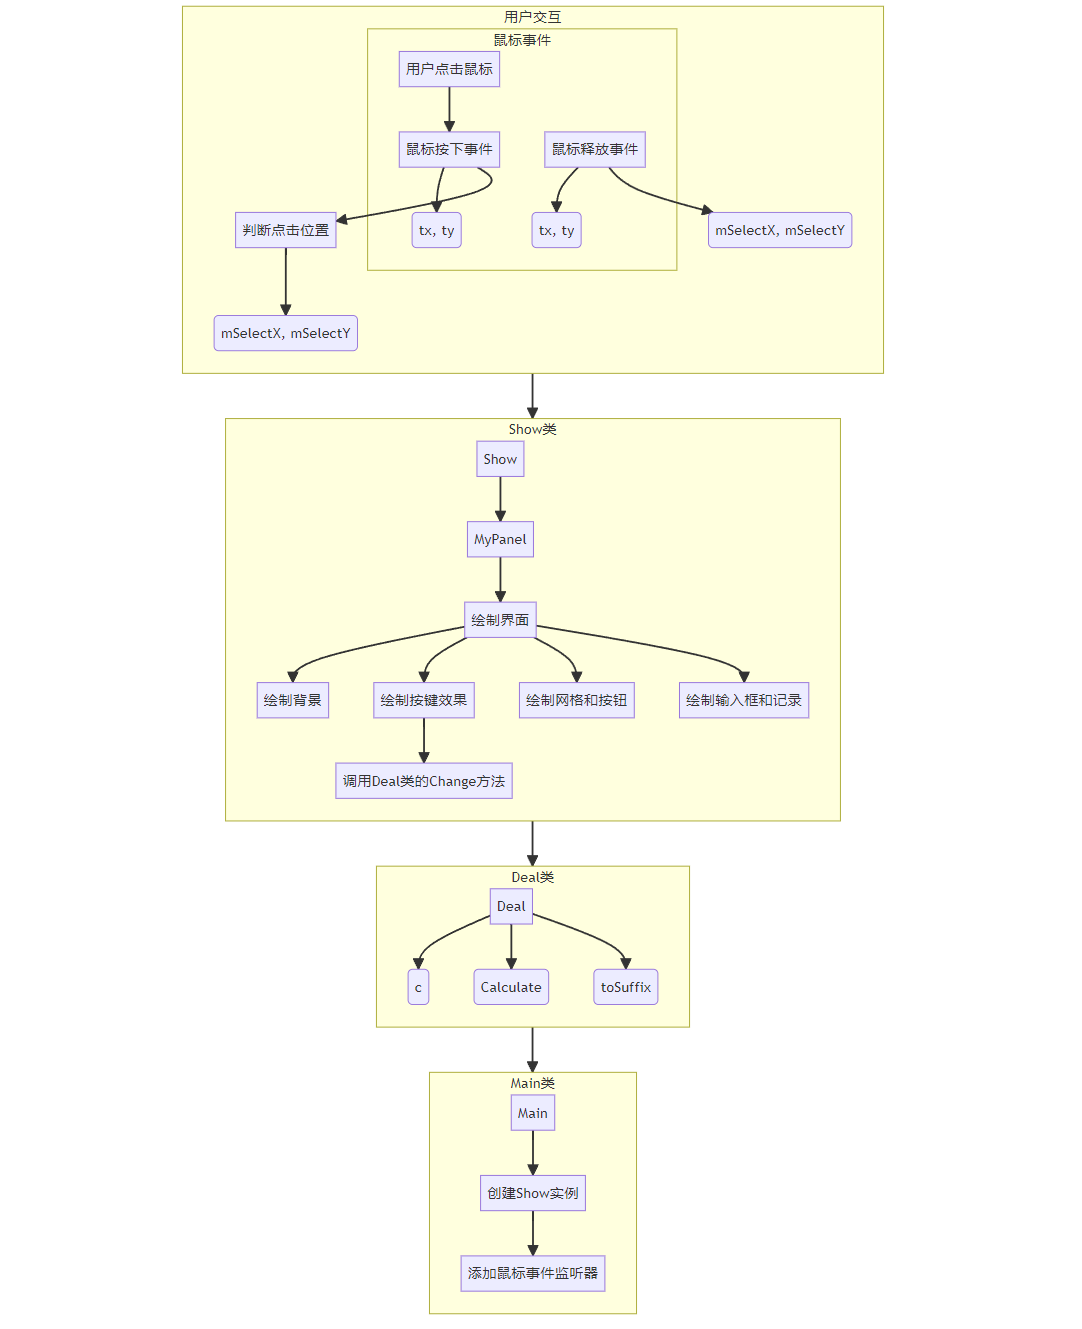 用户交互
鼠标事件
用户点击鼠标
鼠标按下事件
鼠标释放事件
判断点击位置
tx, ty
tx, ty
mSelectX, mSelectY
mSelectX, mSelectY
Show类
Show
MyPanel
绘制界面
绘制背景
绘制按键效果
绘制网格和按钮
绘制输入框和记录
调用Deal类的Change方法
Deal类
Deal
c
Calculate
toSuffix
Main类
Main
创建Show实例
添加鼠标事件监听器